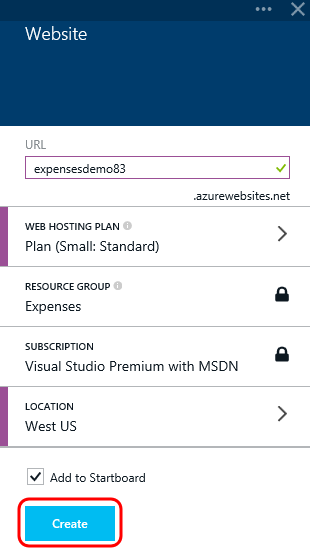 Website
URL
expensesdemo83
.azurewebsites.net
WEB HOSTING PLAN
Plan (Small: Standard)
RESOURCE GROUP
Expenses
SUBSCRIPTION
Visual Studio Premium with MSDN
LOCATION
West US
Add to Startboard
Create